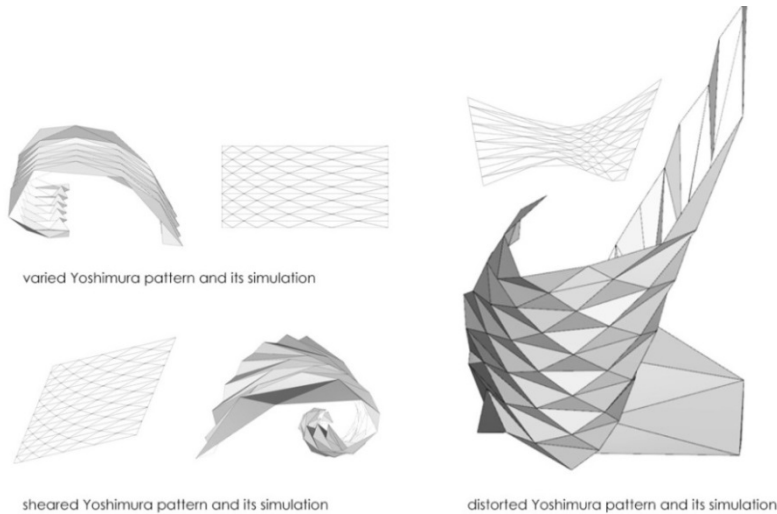 varied Yoshimura pattern and its simulation
sheared Yoshimura pattern and its simulation
distorted Yoshimura pattern and its simulation